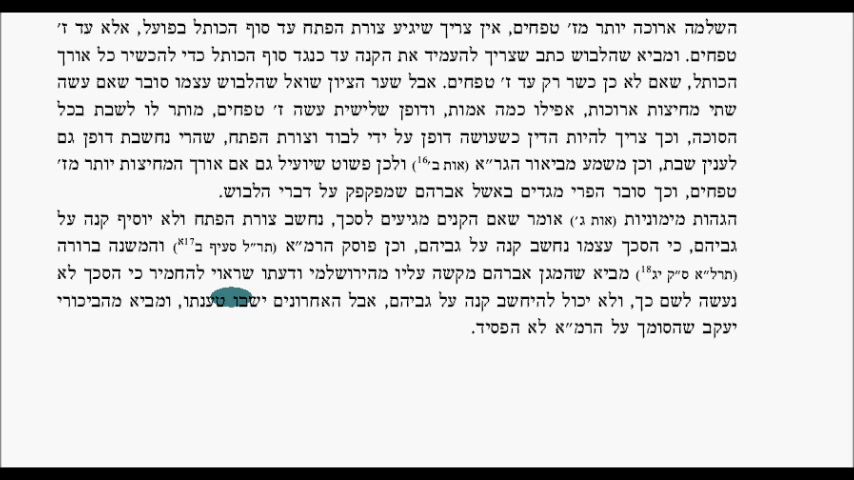 השלמה ארוכה יותר מז״ טפחים, אין צריך שיגיע צורת הפתח עד סוף הכותל בפועל, אלא עד ז״
טפחים. ומביא שהלבוש כתב שצריך להעמיד את הקנה עד כנגד סוף הכותל כדי להכשיר כל אורך
הכותל, שאם לא כן כשר רק עד ז׳ טפחים. אבל שער הציון שואל שהלבוש עצמו סובר שאם עשה
שתי מחיצות ארוכות, אפילו כמה אמות, ודופן שלישית עשה ז׳ טפחים, מותר לו לשבת בכל
הסוכה, וכך צריך להיות הדין כשעושה דופן על ידי לבוד וצורת הפתח, שהרי נחשבת דופן גם
לענין שבת, וכן משמע מביאור הגר״א (אות ב׳16) ולכן פשוט שיועיל גם אם אורך המחיצות יותר מז׳
טפחים, וכך סובר הפרי מגדים באשל אברהם שמפקפק על דברי הלבוש.
הגהות מימוניות (אות ג׳) אומר שאם הקנים מגיעים לסכך, נחשב צורת הפתח ולא יוסיף קנה על
גביהם, כי הסכך עצמו נחשב קנה על גביהם, וכן פוסק הרמ״א (תר״ל סעיף ב17א) והמשנה ברורה
(תרל״א ס״ק יג18) מביא שהמגן אברהם מקשה עליו מהירושלמי ודעתו שראוי להחמיר כי הסכך לא
נעשה לשם כך, ולא יכול להיחשב קנה על גביהם, אבל האחרונים ישבו טענתו, ומביא מהביכורי
יעקב שהסומך על הרמ״א לא הפסיד.